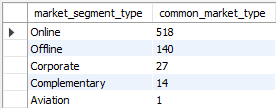 market_segment_type common_market_type
Online 518
Offline 140
Corporate 27
Complementary 14
Aviation 1